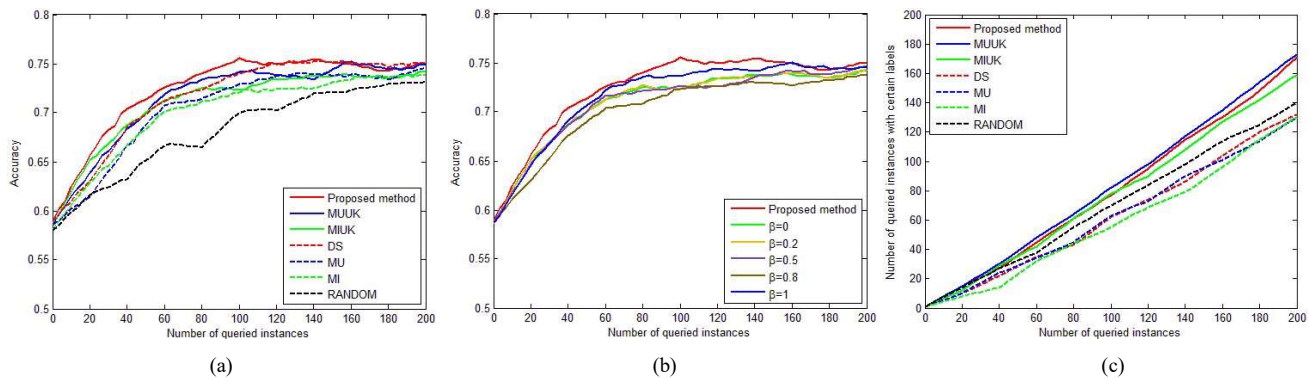 0.8
0.75
0.7
0.65
0.6
0.55
0.5
Accuracy
0 20 40 60 80 100 120 140 160 180 200
Number of queried instances
Proposed method
MUUK
MIUK
DS
MU
MI
RANDOM
(a)
0.8
0.75
0.7
0.65
0.6
0.55
0.5
Accuracy
0 20 40 60 80 100 120 140 160 180 200
Number of queried instances
Proposed method
β=0
β=0.2
β=0.5
β=0.8
β=1
(b)
200
180
160
140
120
100
80
60
40
20
0
Number of queried instances with certain labels
0 20 40 60 80 100 120 140 160 180 200
Number of queried instances
Proposed method
MUUK
MIUK
DS
MU
MI
RANDOM
(c)